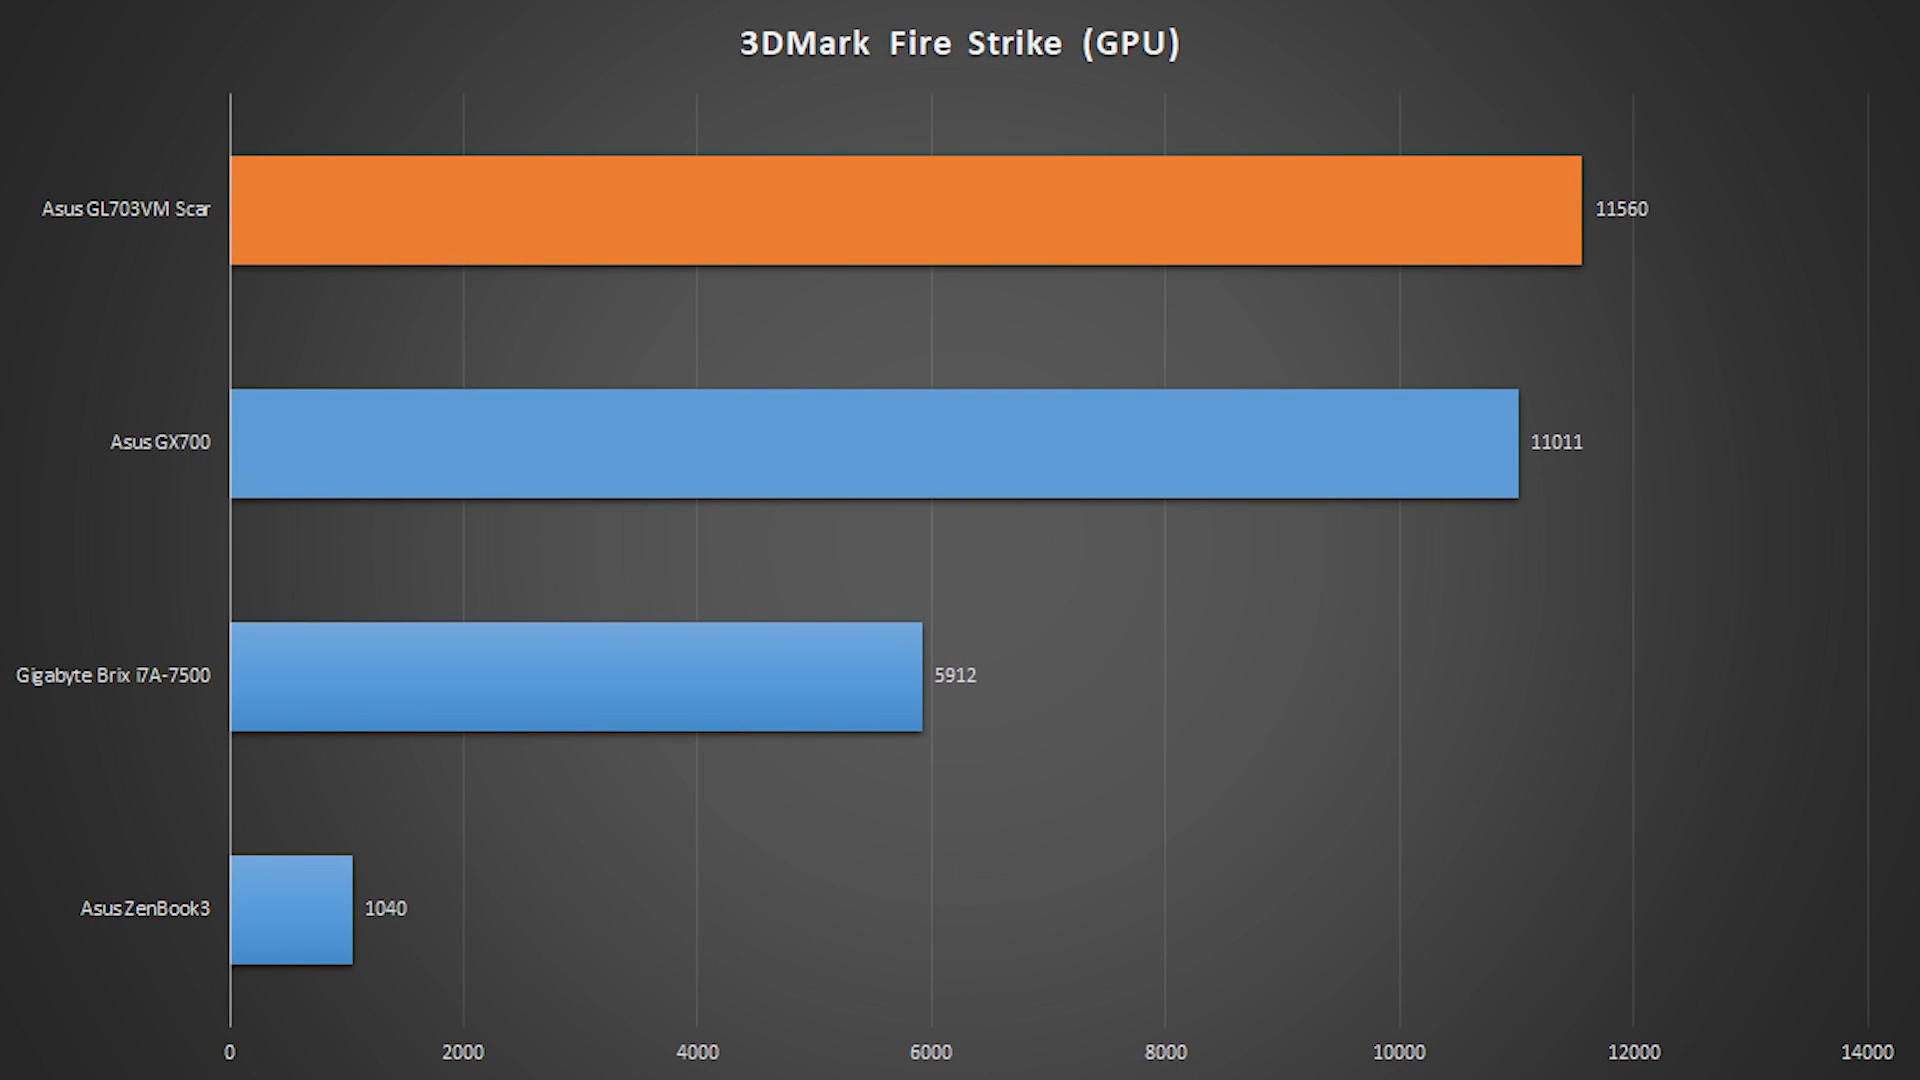 3DMark Fire Strike (GPU)
Asus GL703VM Scar
11560
Asus GX700
11011
Gigabyte Brix i7A-7500
5912
Asus ZenBook3
1040
0 2000 4000 6000 8000 10000 12000 14000